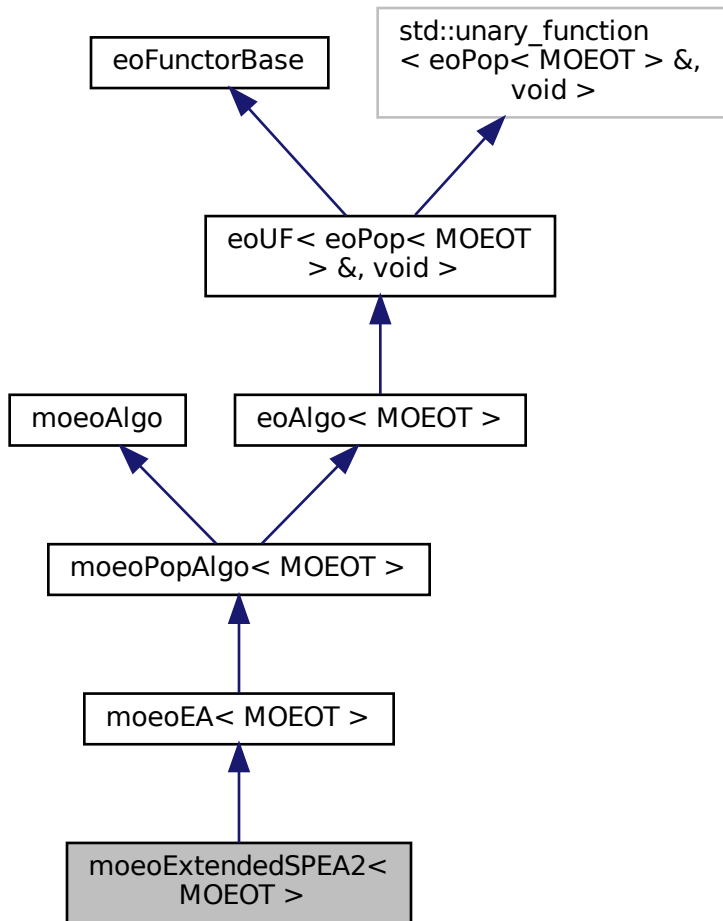 eoFunctorBase
std::unary_function
< eoPop< MOEOT > &,
void >
eoUF< eoPop< MOEOT
> &, void >
moeoAlgo
eoAlgo< MOEOT >
moeoPopAlgo< MOEOT >
moeoEA< MOEOT >
moeoExtendedSPEA2<
MOEOT >